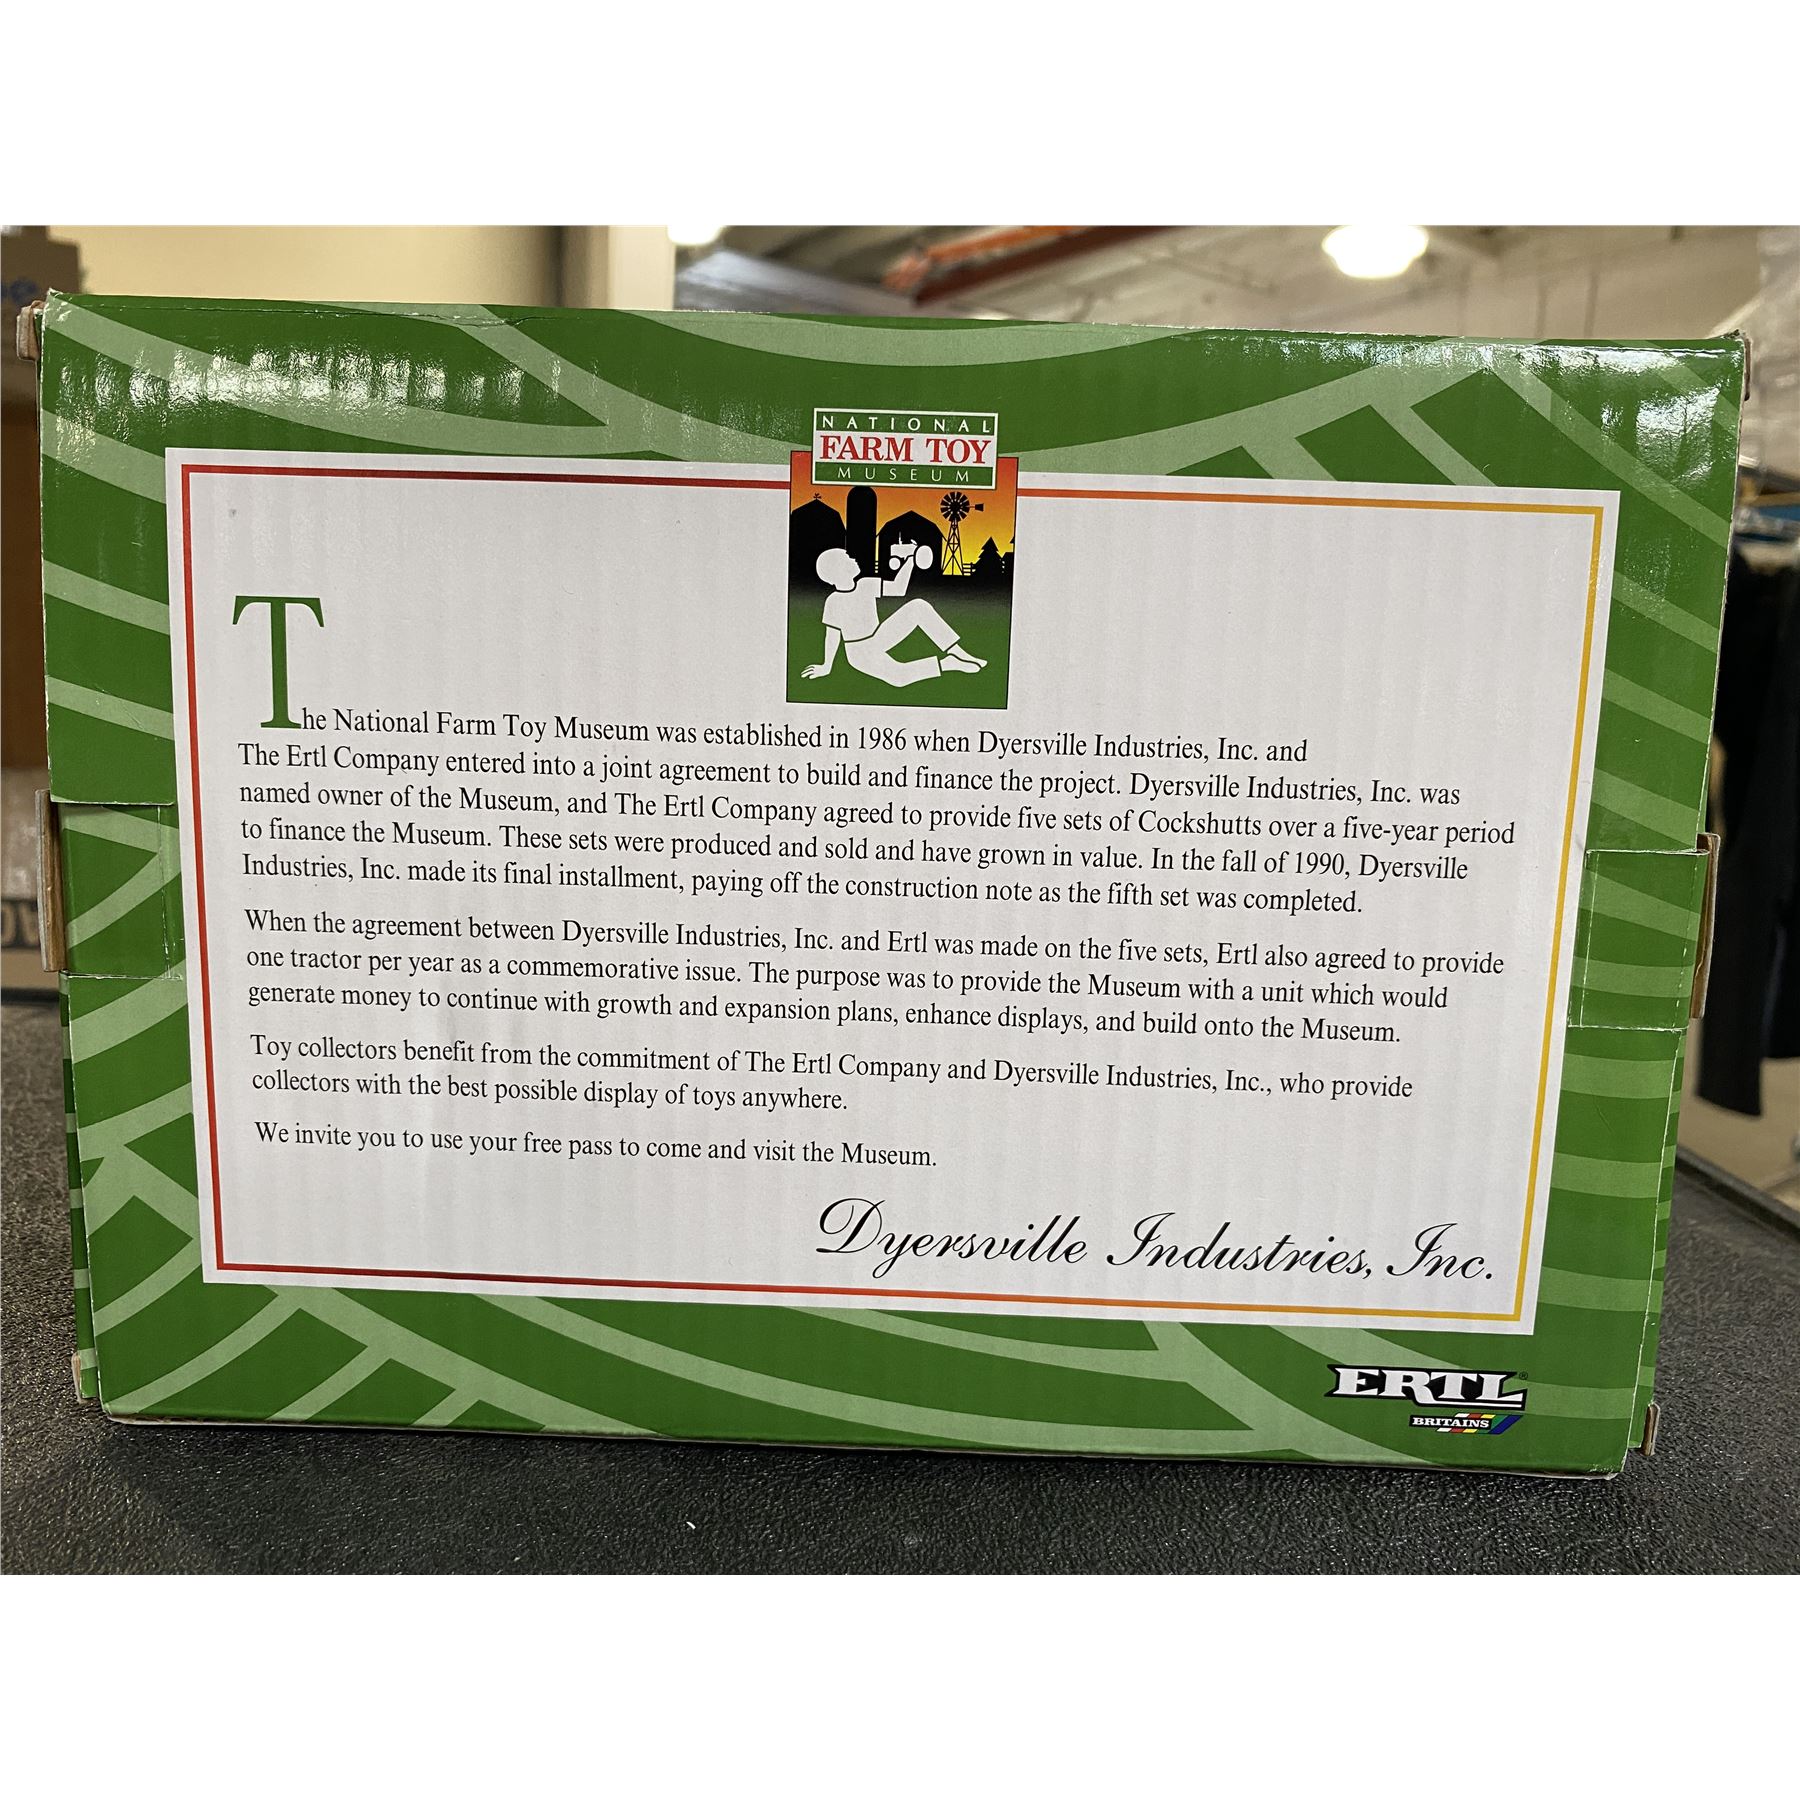 NATIONAL
FARM TOY
MUSEUM
The National Farm Toy Museum was established in 1986 when Dyersville Industries, Inc. and
The Ertl Company entered into a joint agreement to build and finance the project. Dyersville Industries, Inc. was
named owner of the Museum, and The Ertl Company agreed to provide five sets of Cockshutts over a five-year period
to finance the Museum. These sets were produced and sold and have grown in value. In the fall of 1990, Dyersville
Industries, Inc. made its final installment, paying off the construction note as the fifth set was completed.
When the agreement between Dyersville Industries, Inc. and Ertl was made on the five sets, Ertl also agreed to provide
one tractor per year as a commemorative issue. The purpose was to provide the Museum with a unit which would
generate money to continue with growth and expansion plans, enhance displays, and build onto the Museum.
Toy collectors benefit from the commitment of The Ertl Company and Dyersville Industries, Inc., who provide
collectors with the best possible display of toys anywhere.
We invite you to use your free pass to come and visit the Museum.
Dyersville Industries, Inc.
ERTL®
BRITAINS